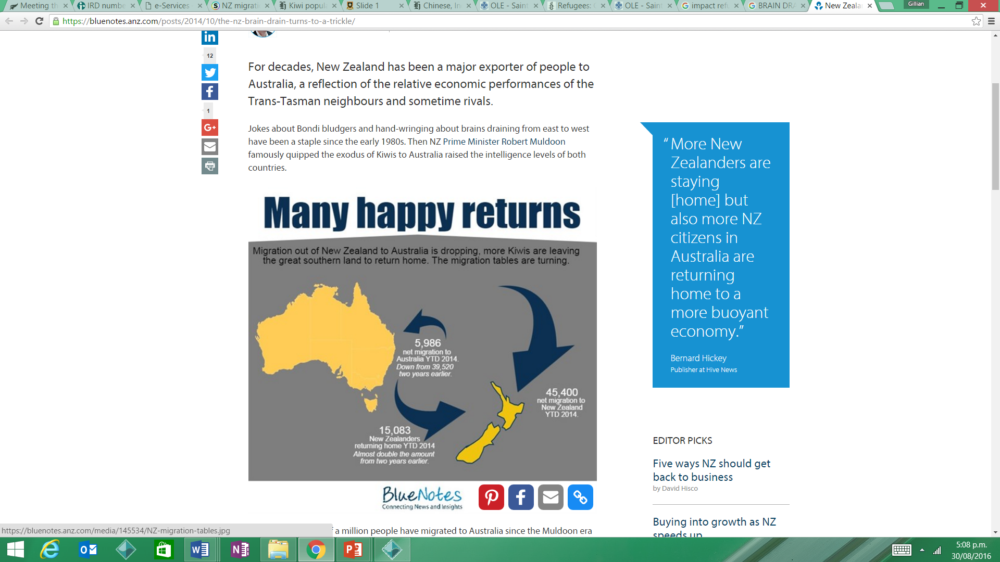 Meeting th
IRD numbe
e-Services
NZ migrati
Kiwi popul
Slide 1
Chinese, In
OLE - Saint
Refugees:
OLE - Saint
impact refu
BRAIN DRA
New Zeala
Gillian
https://bluenotes.anz.com/posts/2014/10/the-nz-brain-drain-turns-to-a-trickle/
in
12
1
G+
For decades, New Zealand has been a major exporter of people to
Australia, a reflection of the relative economic performances of the
Trans-Tasman neighbours and sometime rivals.
Jokes about Bondi bludgers and hand-wringing about brains draining from east to west
have been a staple since the early 1980s. Then NZ Prime Minister Robert Muldoon
famously quipped the exodus of Kiwis to Australia raised the intelligence levels of both
countries.
Many happy returns
Migration out of New Zealand to Australia is dropping, more Kiwis are leaving
the great southern land to return home. The migration tables are turning.
5,986
net migration to
Australia YTD 2014.
Down from 39,520
two years earlier.
45,400
net migration to
New Zealand
YTD 2014.
15,083
New Zealanders
returning home YTD 2014
Almost double the amount
from two years earlier.
BlueNotes
Connecting News and Insights
a million people have migrated to Australia since the Muldoon era
“More New
Zealanders are
staying
[home] but
also more NZ
citizens in
Australia are
returning
home to a
more buoyant
economy.”
Bernard Hickey
Publisher at Hive News
EDITOR PICKS
Five ways NZ should get
back to business
by David Hisco
Buying into growth as NZ
speeds up
https://bluenotes.anz.com/media/145534/NZ-migration-tables.jpg
5:08 p.m.
30/08/2016